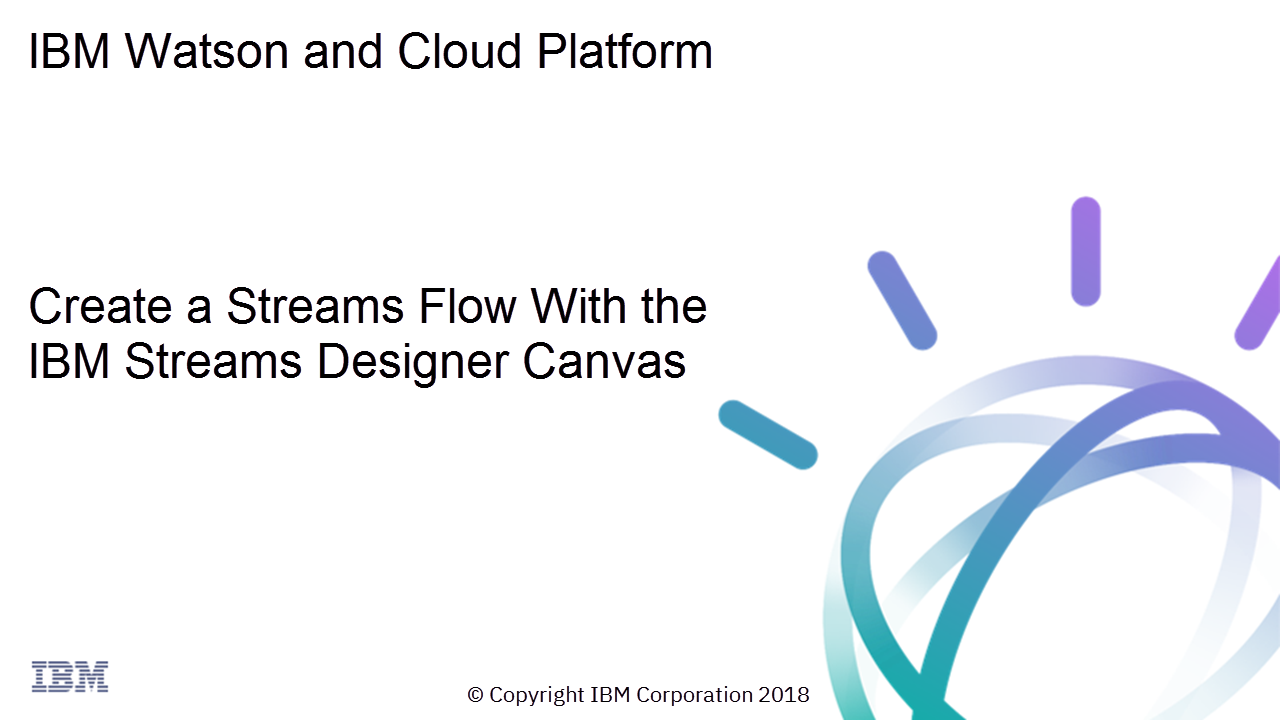 IBM Watson and Cloud Platform
Create a Streams Flow With the
IBM Streams Designer Canvas
IBM
© Copyright IBM Corporation 2018